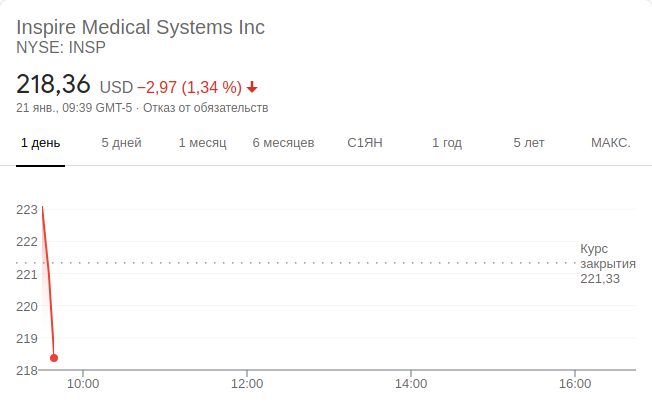 Inspire Medical Systems Inc
NYSE: INSP
218,36 USD −2,97 (1,34 %)
21 янв., 09:39 GMT-5 · Отказ от обязательств
1 день 5 дней 1 месяц 6 месяцев С1ЯН 1 год 5 лет МАКС.
223
222
Курс
закрытия
221,33
221
220
219
218
10:00 12:00 14:00 16:00